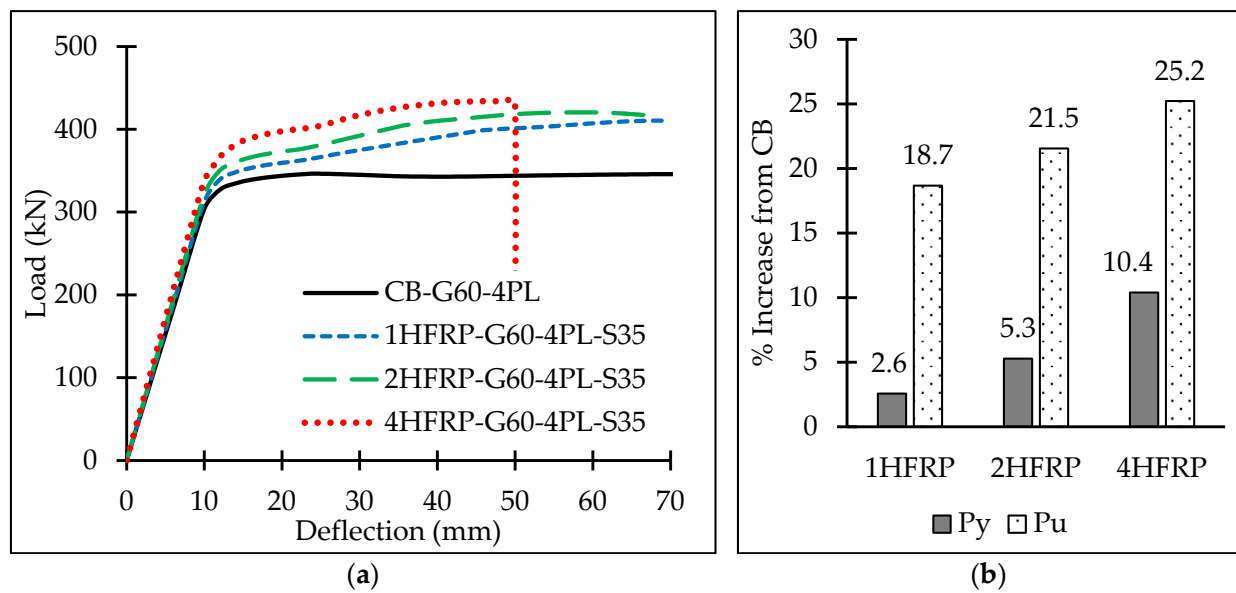 500
400
300
200
100
0
Load (kN)
CB-G60-4PL
1HFRP-G60-4PL-S35
2HFRP-G60-4PL-S35
4HFRP-G60-4PL-S35
0 10 20 30 40 50 60 70
Deflection (mm)
(a)
30
25
20
15
10
5
0
% Increase from CB
2.6
18.7
5.3
21.5
10.4
25.2
1HFRP 2HFRP 4HFRP
Py Pu
(b)